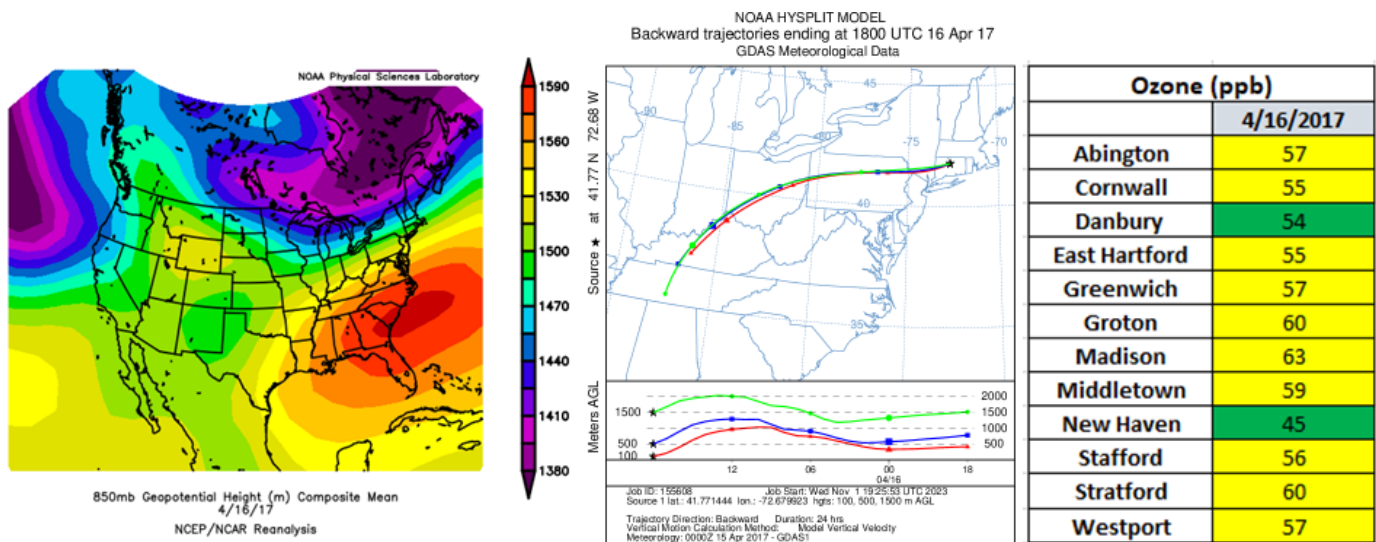 NOAA Physical Sciences Laboratory
1590
1560
1530
1500
1470
1440
1410
1380
850mb Geopotential Height (m) Composite Mean
4/16/17
NCEP/NCAR Reanalysis
NOAA HYSPLIT MODEL
Backward trajectories ending at 1800 UTC 16 Apr 17
GDAS Meteorological Data
Source ★ at 41.77 N 72.68 W
-90
-85
-80
-75
-70
45
40
35
Meters AGL
1500
500
100
2000
1500
1000
500
12 06 00 18
04/16
Job ID: 155608 Job Start: Wed Nov 1 19:25:53 UTC 2023
Source 1 lat.: 41.771444 lon.: -72.679923 hgts: 100, 500, 1500 m AGL
Trajectory Direction: Backward Duration: 24 hrs
Vertical Motion Calculation Method: Model Vertical Velocity
Meteorology: 0000Z 15 Apr 2017 - GDAS1
Ozone (ppb)
4/16/2017
Abington 57
Cornwall 55
Danbury 54
East Hartford 55
Greenwich 57
Groton 60
Madison 63
Middletown 59
New Haven 45
Stafford 56
Stratford 60
Westport 57